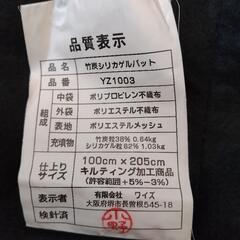 品質表示
品名 竹炭シリカゲルパット
品番 YZ1003
組成 中袋 ポリプロピレン不織布
外袋 ポリエステル不織布
表地 ポリエステルメッシュ
充填物 竹炭粒38% 0.64kg
シリカゲル粒62% 1.03kg
仕上りサイズ 100cm×205cm
キルティング加工商品
(許容範囲+5%−3%)
表示者 有限会社 ワイズ
大阪府堺市長曽根545-18
検針済